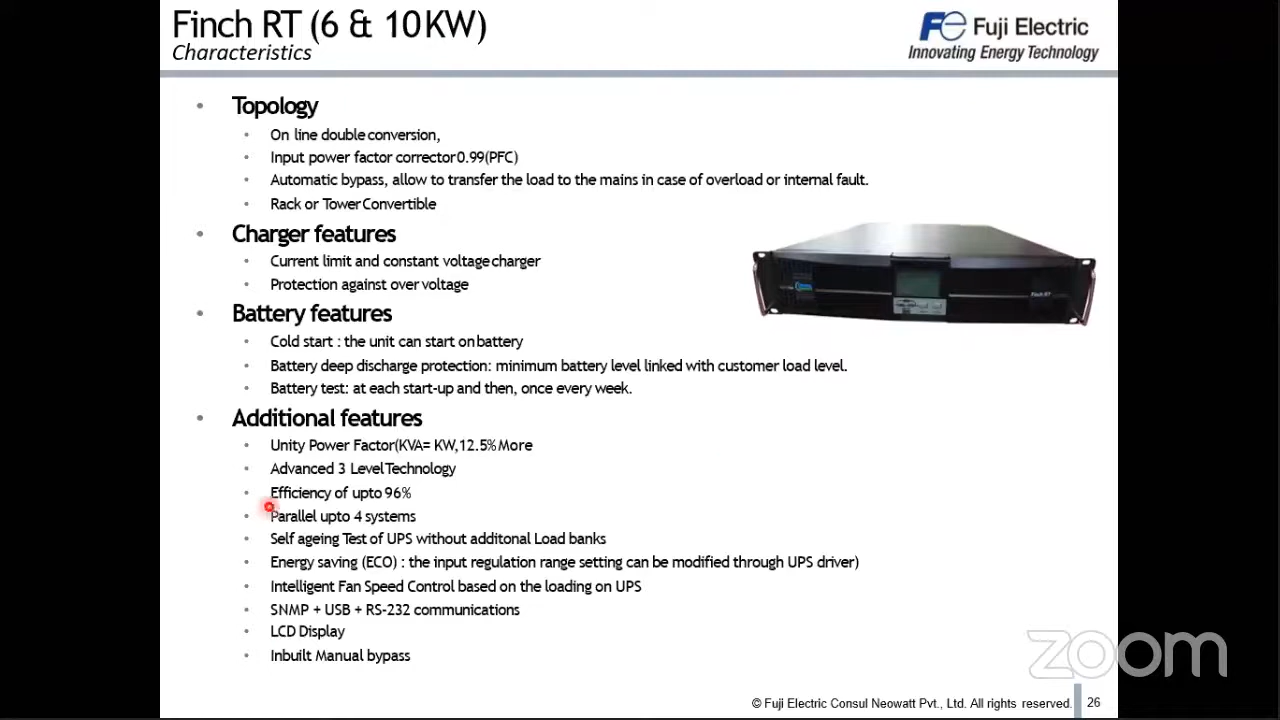 Finch RT (6 & 10KW)
Characteristics
Fe Fuji Electric
Innovating Energy Technology
Topology
On line double conversion,
Input power factor corrector 0.99(PFC)
Automatic bypass, allow to transfer the load to the mains in case of overload or internal fault.
Rack or Tower Convertible
Charger features
Current limit and constant voltage charger
Protection against over voltage
Battery features
Cold start : the unit can start on battery
Battery deep discharge protection: minimum battery level linked with customer load level.
Battery test: at each start-up and then, once every week.
Finch RT
Additional features
Unity Power Factor(KVA= KW,12.5% More
Advanced 3 Level Technology
Efficiency of upto 96%
Parallel upto 4 systems
Self ageing Test of UPS without additonal Load banks
Energy saving (ECO) : the input regulation range setting can be modified through UPS driver)
Intelligent Fan Speed Control based on the loading on UPS
SNMP + USB + RS-232 communications
LCD Display
Inbuilt Manual bypass
zoom
© Fuji Electric Consul Neowatt Pvt., Ltd. All rights reserved. 26